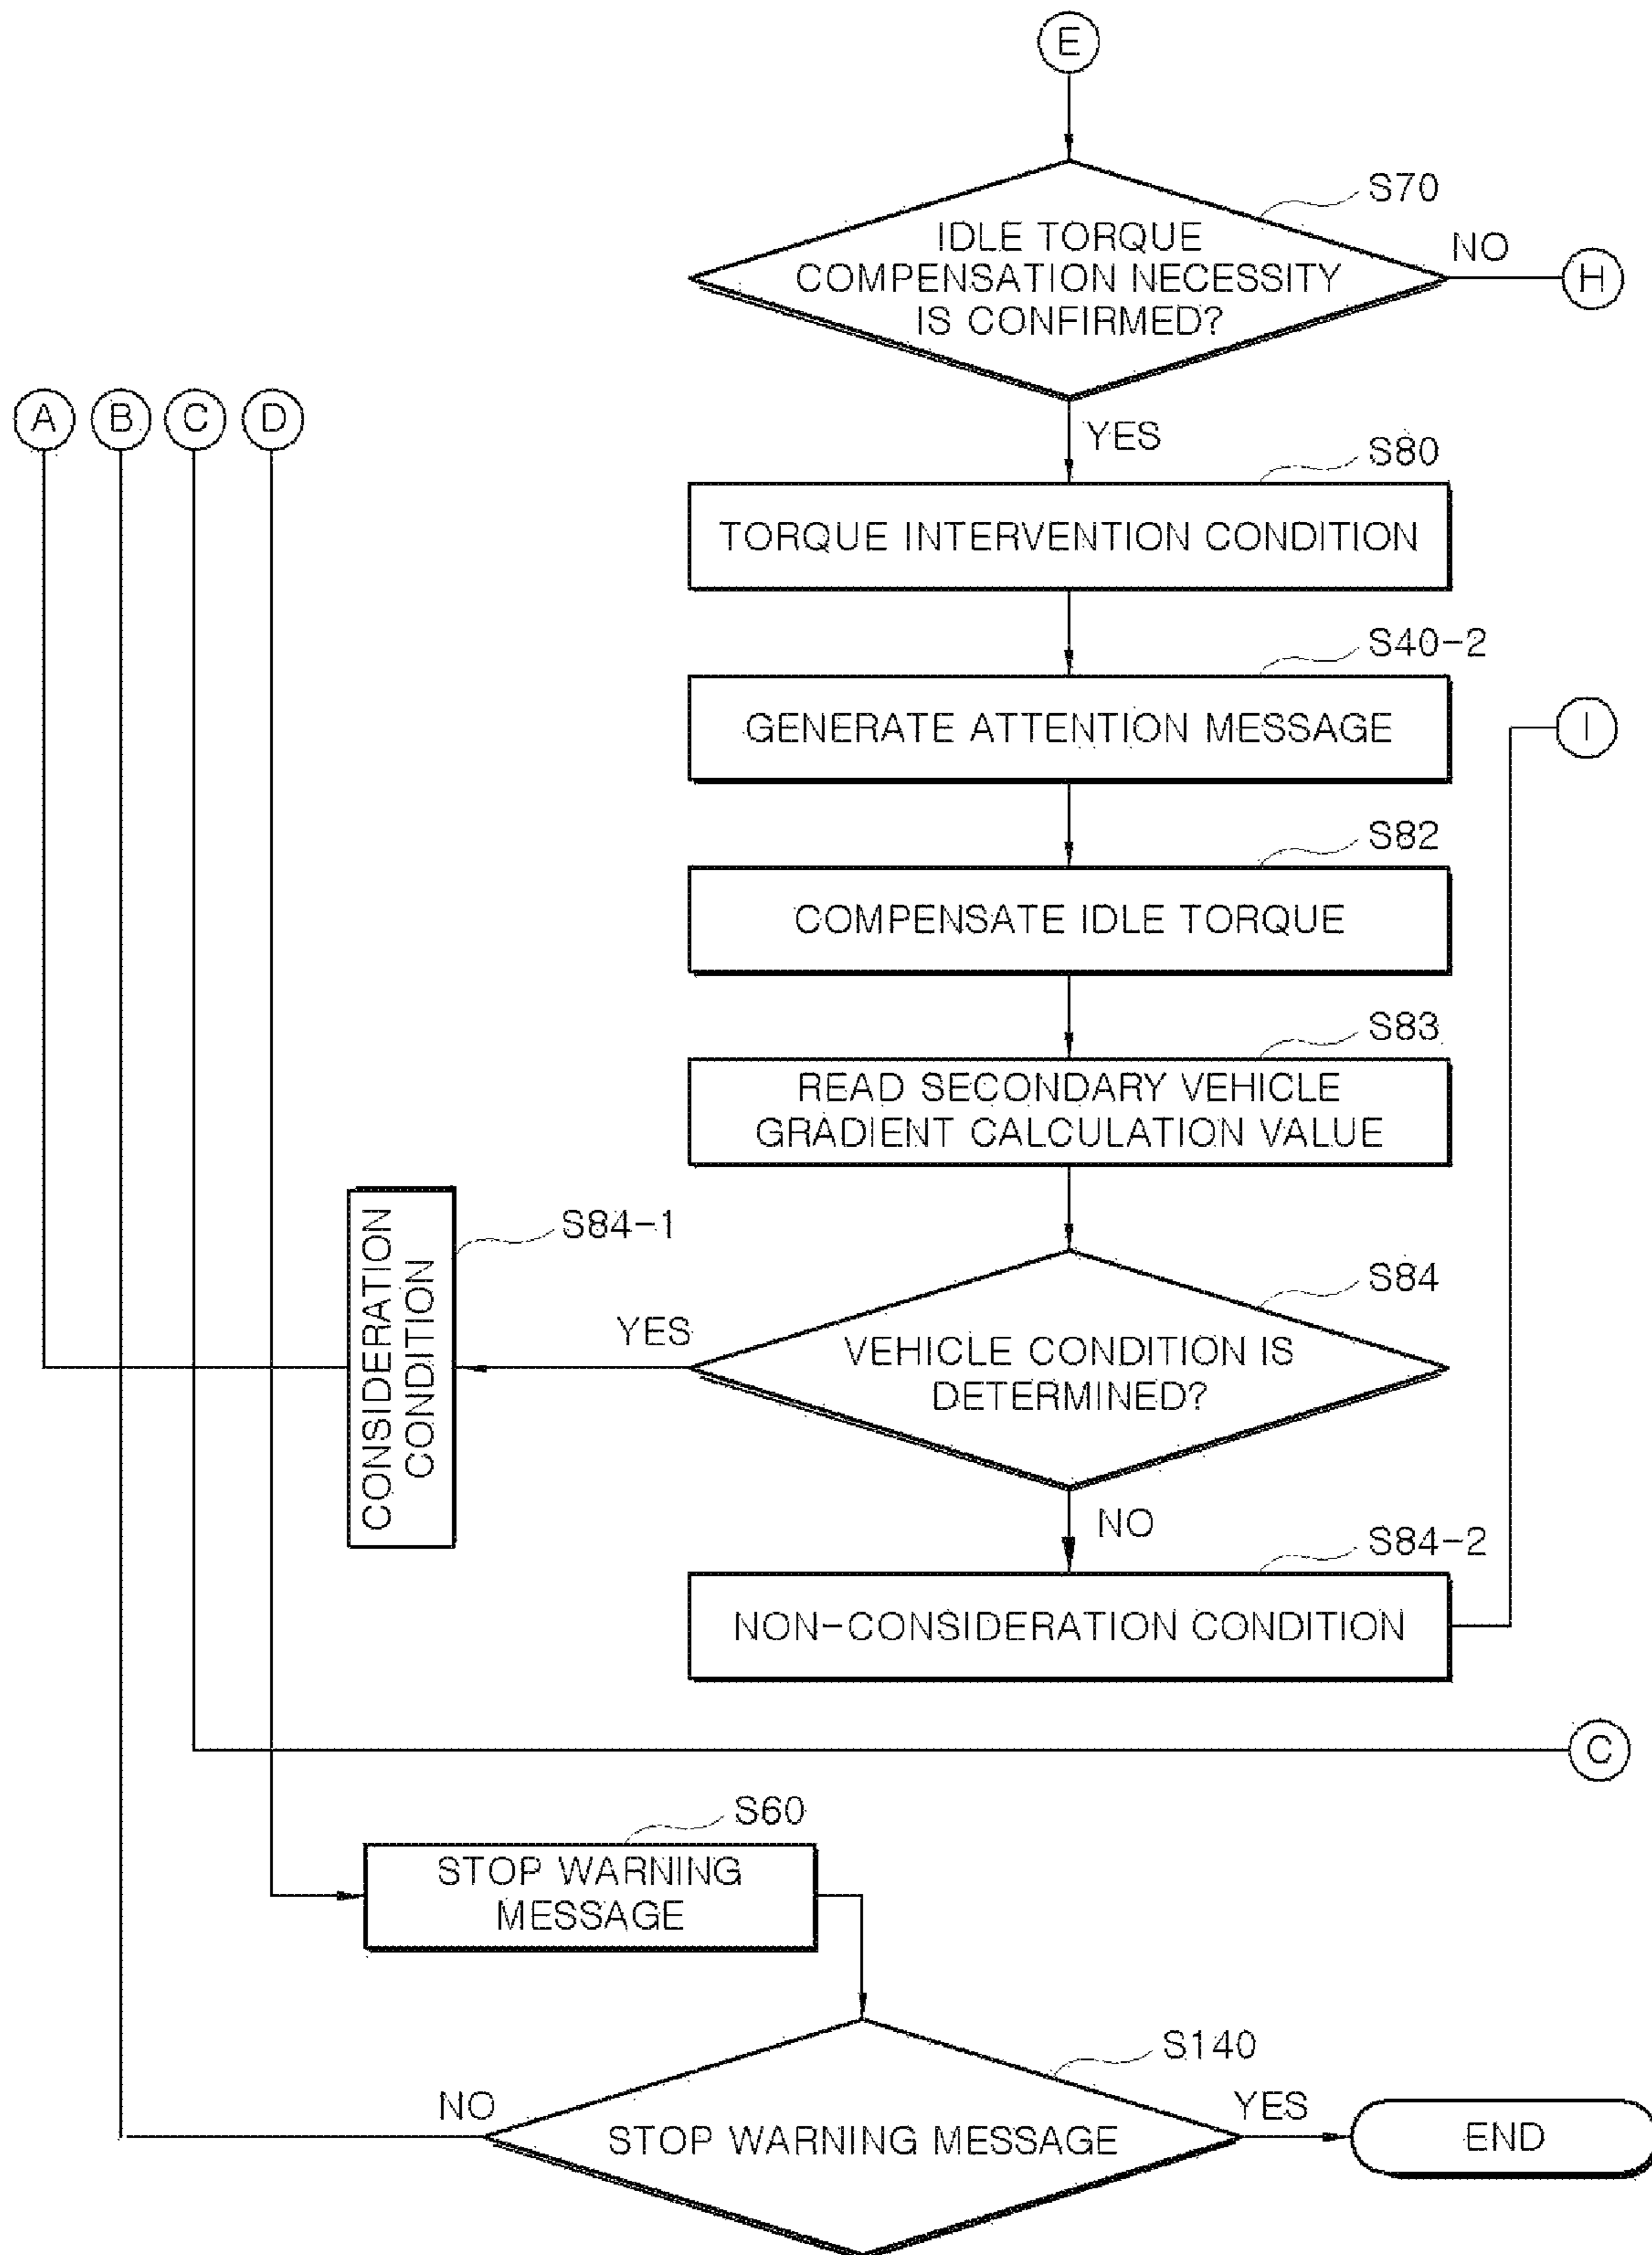 E
S70
IDLE TORQUE
COMPENSATION NECESSITY
IS CONFIRMED?
NO
H
A
B
C
D
YES
S80
TORQUE INTERVENTION CONDITION
S40-2
GENERATE ATTENTION MESSAGE
I
S82
COMPENSATE IDLE TORQUE
S83
READ SECONDARY VEHICLE
GRADIENT CALCULATION VALUE
S84-1
CONSIDERATION
CONDITION
YES
S84
VEHICLE CONDITION IS
DETERMINED?
NO
S84-2
NON-CONSIDERATION CONDITION
C
S60
STOP WARNING
MESSAGE
S140
NO
STOP WARNING MESSAGE
YES
END